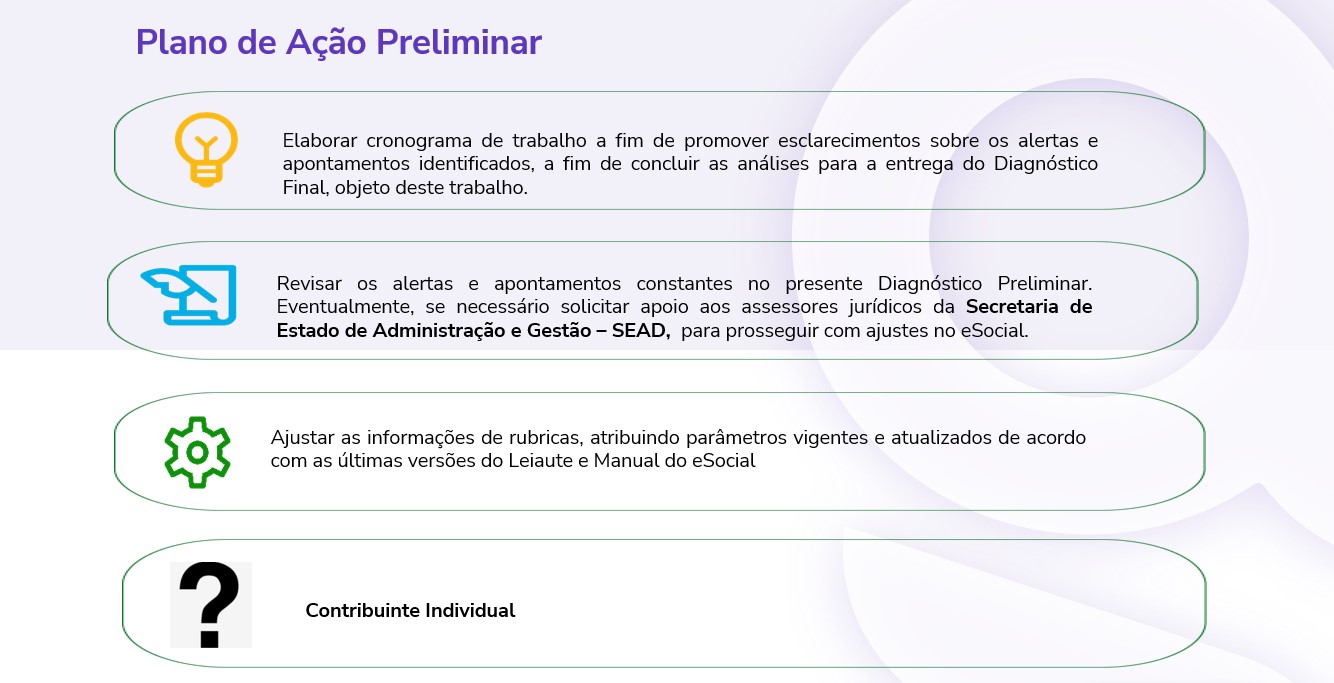 Plano de Ação Preliminar
Elaborar cronograma de trabalho a fim de promover esclarecimentos sobre os alertas e
apontamentos identificados, a fim de concluir as análises para a entrega do Diagnóstico
Final, objeto deste trabalho.
Revisar os alertas e apontamentos constantes no presente Diagnóstico Preliminar.
Eventualmente, se necessário solicitar apoio aos assessores jurídicos da Secretaria de
Estado de Administração e Gestão – SEAD, para prosseguir com ajustes no eSocial.
Ajustar as informações de rubricas, atribuindo parâmetros vigentes e atualizados de acordo
com as últimas versões do Leiaute e Manual do eSocial
?
Contribuinte Individual